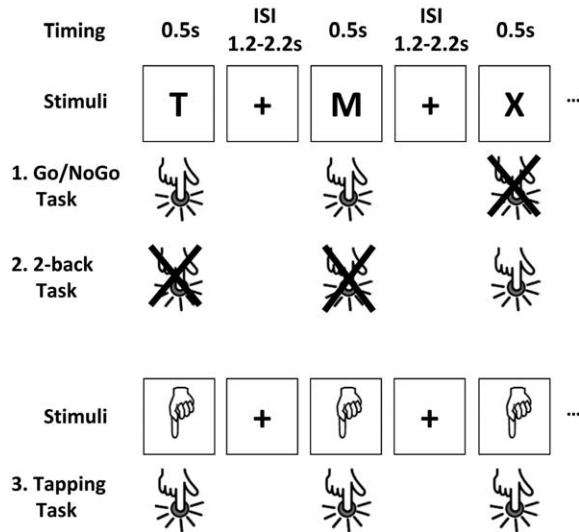 Timing 0.5s ISI 1.2-2.2s 0.5s ISI 1.2-2.2s 0.5s
Stimuli T + M + X ...
1. Go/NoGo
Task
2. 2-back
Task
Stimuli + + ...
3. Tapping
Task